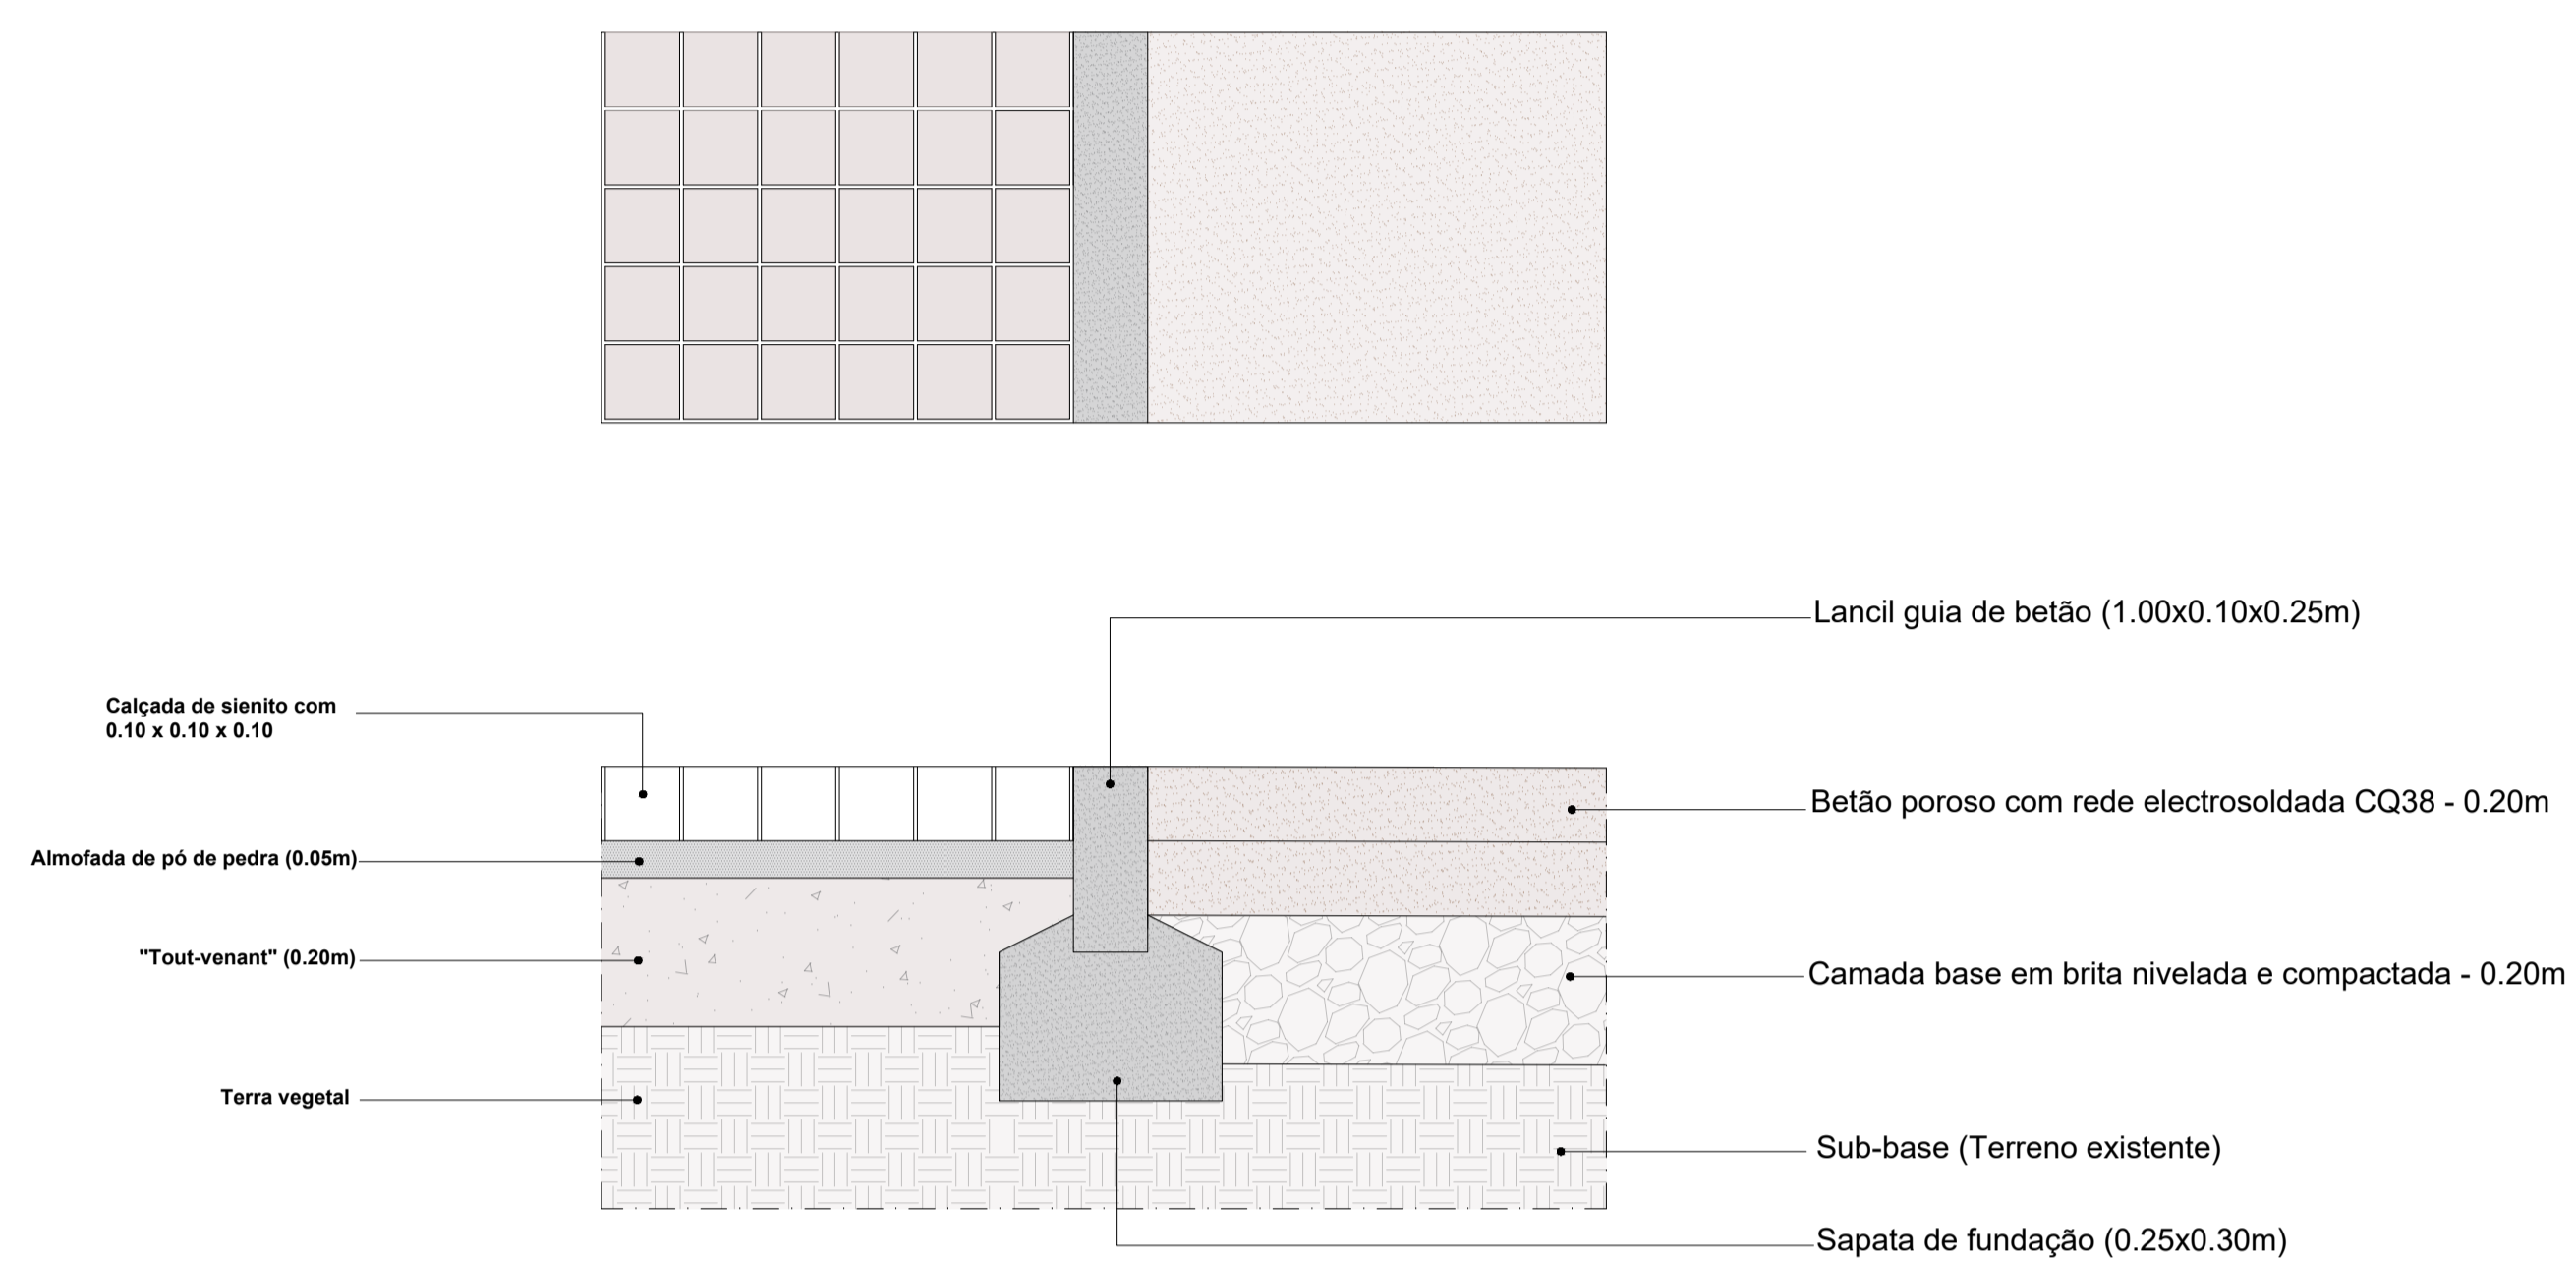 Lancil guia de betão (1.00x0.10x0.25m)
Calçada de sienito com
0.10 x 0.10 x 0.10
Betão poroso com rede electrosoldada CQ38 - 0.20m
Almofada de pó de pedra (0.05m)
"Tout-venant" (0.20m)
Camada base em brita nivelada e compactada - 0.20m
Terra vegetal
Sub-base (Terreno existente)
Sapata de fundação (0.25x0.30m)